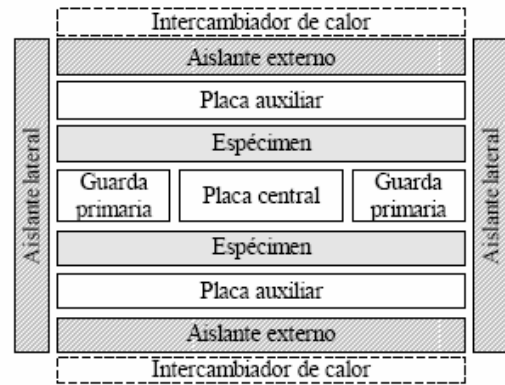 Intercambiador de calor
Aislante externo
Placa auxiliar
Espécimen
Guarda
primaria
Placa central
Guarda
primaria
Espécimen
Placa auxiliar
Aislante externo
Intercambiador de calor
Aislante lateral
Aislante lateral